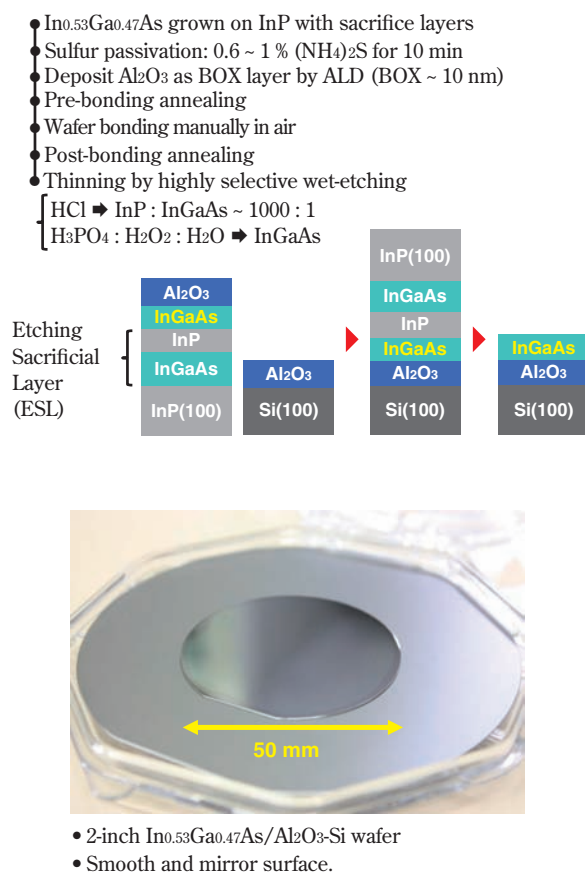 • In0.53Ga0.47As grown on InP with sacrifice layers
• Sulfur passivation: 0.6 ~ 1 % (NH4)2S for 10 min
• Deposit Al2O3 as BOX layer by ALD (BOX ~ 10 nm)
• Pre-bonding annealing
• Wafer bonding manually in air
• Post-bonding annealing
• Thinning by highly selective wet-etching
HCl ➡ InP : InGaAs ~ 1000 : 1
H3PO4 : H2O2 : H2O ➡ InGaAs
Etching
Sacrificial
Layer
(ESL)
Al2O3
InGaAs
InP
InGaAs
InP(100)
Al2O3
Si(100)
InP(100)
InGaAs
InP
InGaAs
Al2O3
Si(100)
InGaAs
Al2O3
Si(100)
50 mm
• 2-inch In0.53Ga0.47As/Al2O3-Si wafer
• Smooth and mirror surface.